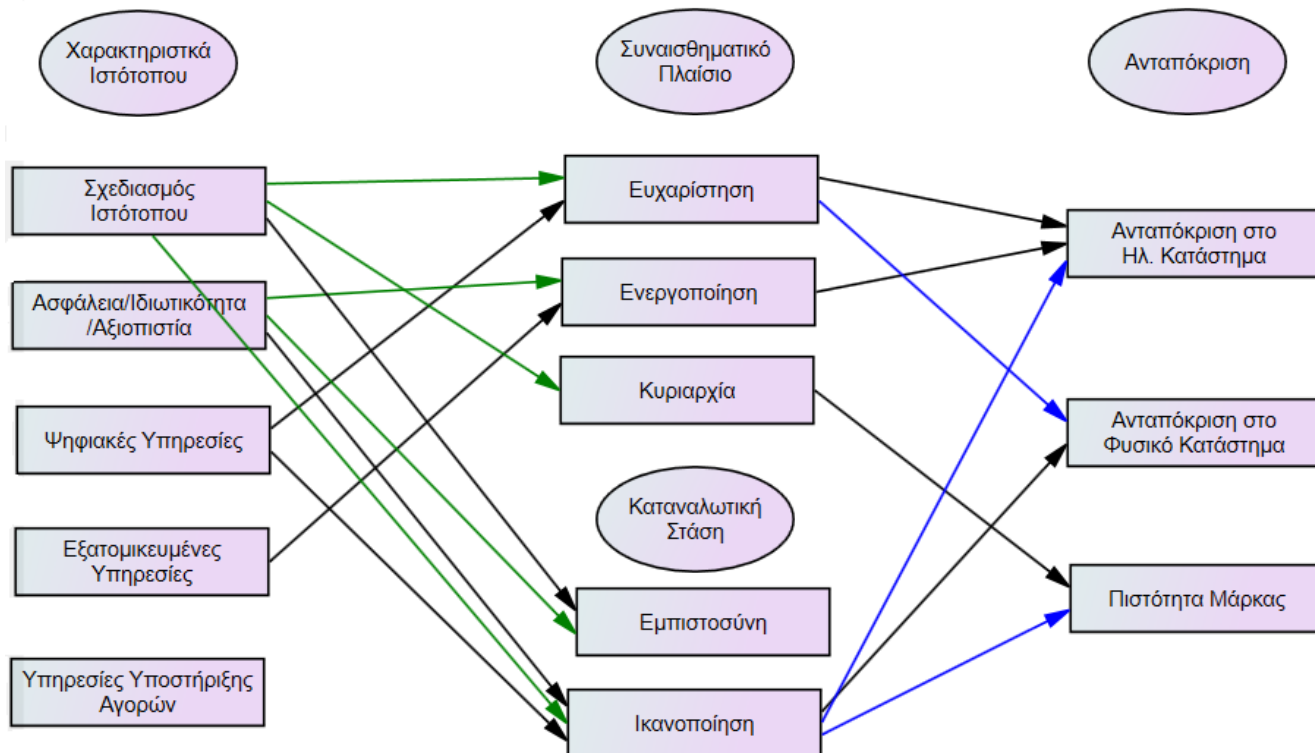 Χαρακτηριστκά
Ιστότοπου
Συναισθηματικό
Πλαίσιο
Ανταπόκριση
Σχεδιασμός
Ιστότοπου
Ευχαρίστηση
Ανταπόκριση στο
Ηλ. Κατάστημα
Ασφάλεια/Ιδιωτικότητα
/Αξιοπιστία
Ενεργοποίηση
Κυριαρχία
Ψηφιακές Υπηρεσίες
Ανταπόκριση στο
Φυσικό Κατάστημα
Καταναλωτική
Στάση
Εξατομικευμένες
Υπηρεσίες
Εμπιστοσύνη
Πιστότητα Μάρκας
Υπηρεσίες Υποστήριξης
Αγορών
Ικανοποίηση